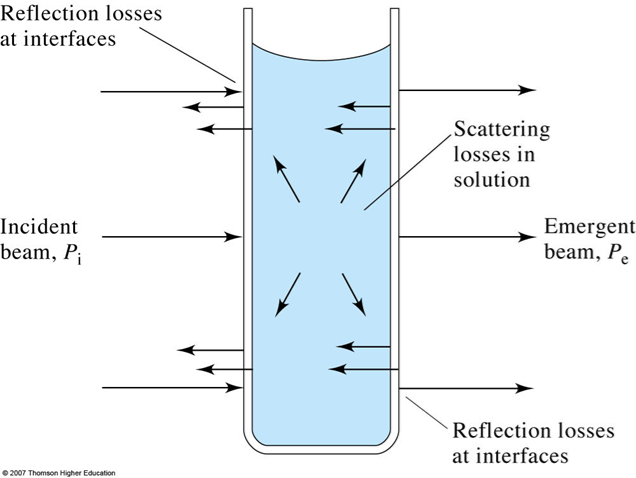 Reflection losses
at interfaces
Scattering
losses in
solution
Incident
beam, Pi
Emergent
beam, Pe
Reflection losses
at interfaces
© 2007 Thomson Higher Education